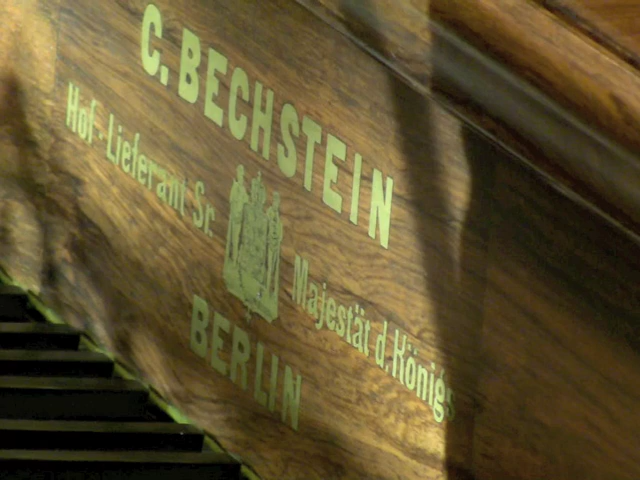 C. BECHSTEIN
Hof-Lieferant Sr. Majestät d. Königs
BERLIN